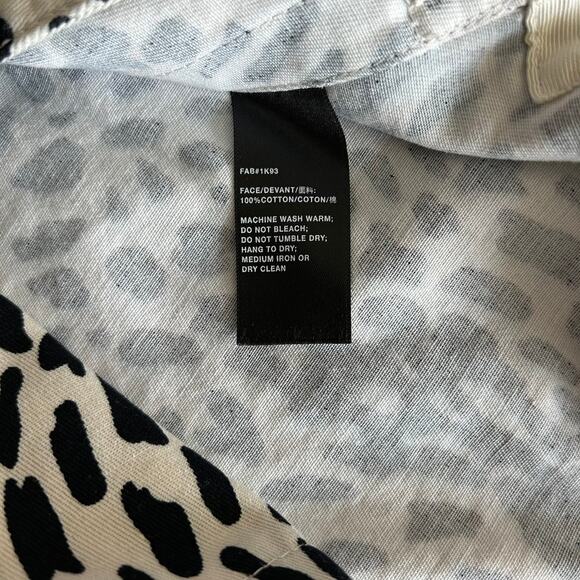 FAB#1K93
FACE/DEVANT/面料:
100%COTTON/COTON/棉
MACHINE WASH WARM;
DO NOT BLEACH;
DO NOT TUMBLE DRY;
HANG TO DRY;
MEDIUM IRON OR
DRY CLEAN